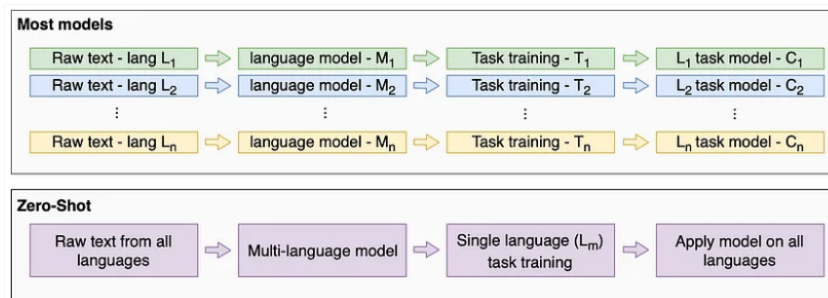 Most models
Raw text - lang L₁ language model - M₁ Task training - T₁ L₁ task model - C₁
Raw text - lang L₂ language model - M₂ Task training - T₂ L₂ task model - C₂
⋮ ⋮ ⋮ ⋮
Raw text - lang Lₙ language model - Mₙ Task training - Tₙ Lₙ task model - Cₙ
Zero-Shot
Raw text from all
languages
Multi-language model
Single language (Lₘ)
task training
Apply model on all
languages